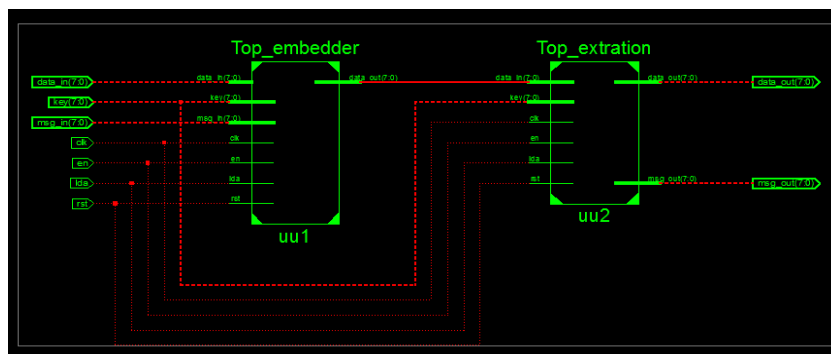 Top_embedder
Top_extration
data_in(7:0)
data_in(7:0)
data_out(7:0)
data_in(7:0)
data_out(7:0)
data_out(7:0)
key(7:0)
key(7:0)
key(7:0)
msg_in(7:0)
msg_in(7:0)
clk
clk
clk
en
en
en
lda
lda
lda
msg_out(7:0)
msg_out(7:0)
rst
rst
rst
uu1
uu2